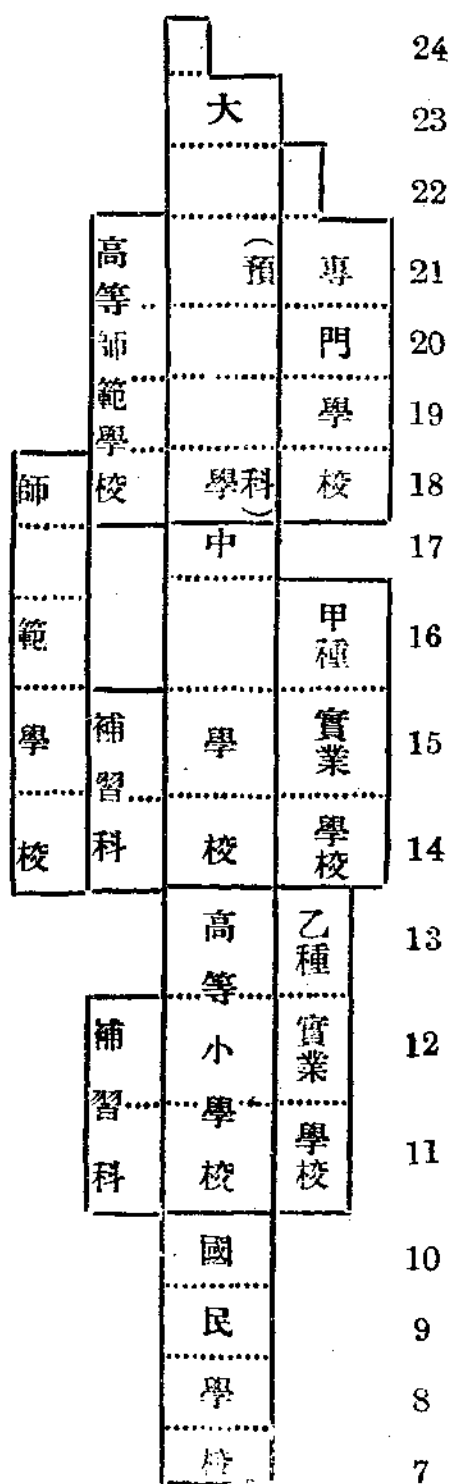 24
大 23
22
高等師範學校
大學(預科)
專門學校
21
20
19
18
師範學校
中學校
17
甲種實業學校
16
補習科
15
14
高等小學校
乙種實業學校
13
補習科
12
11
國民學校
10
9
8
7